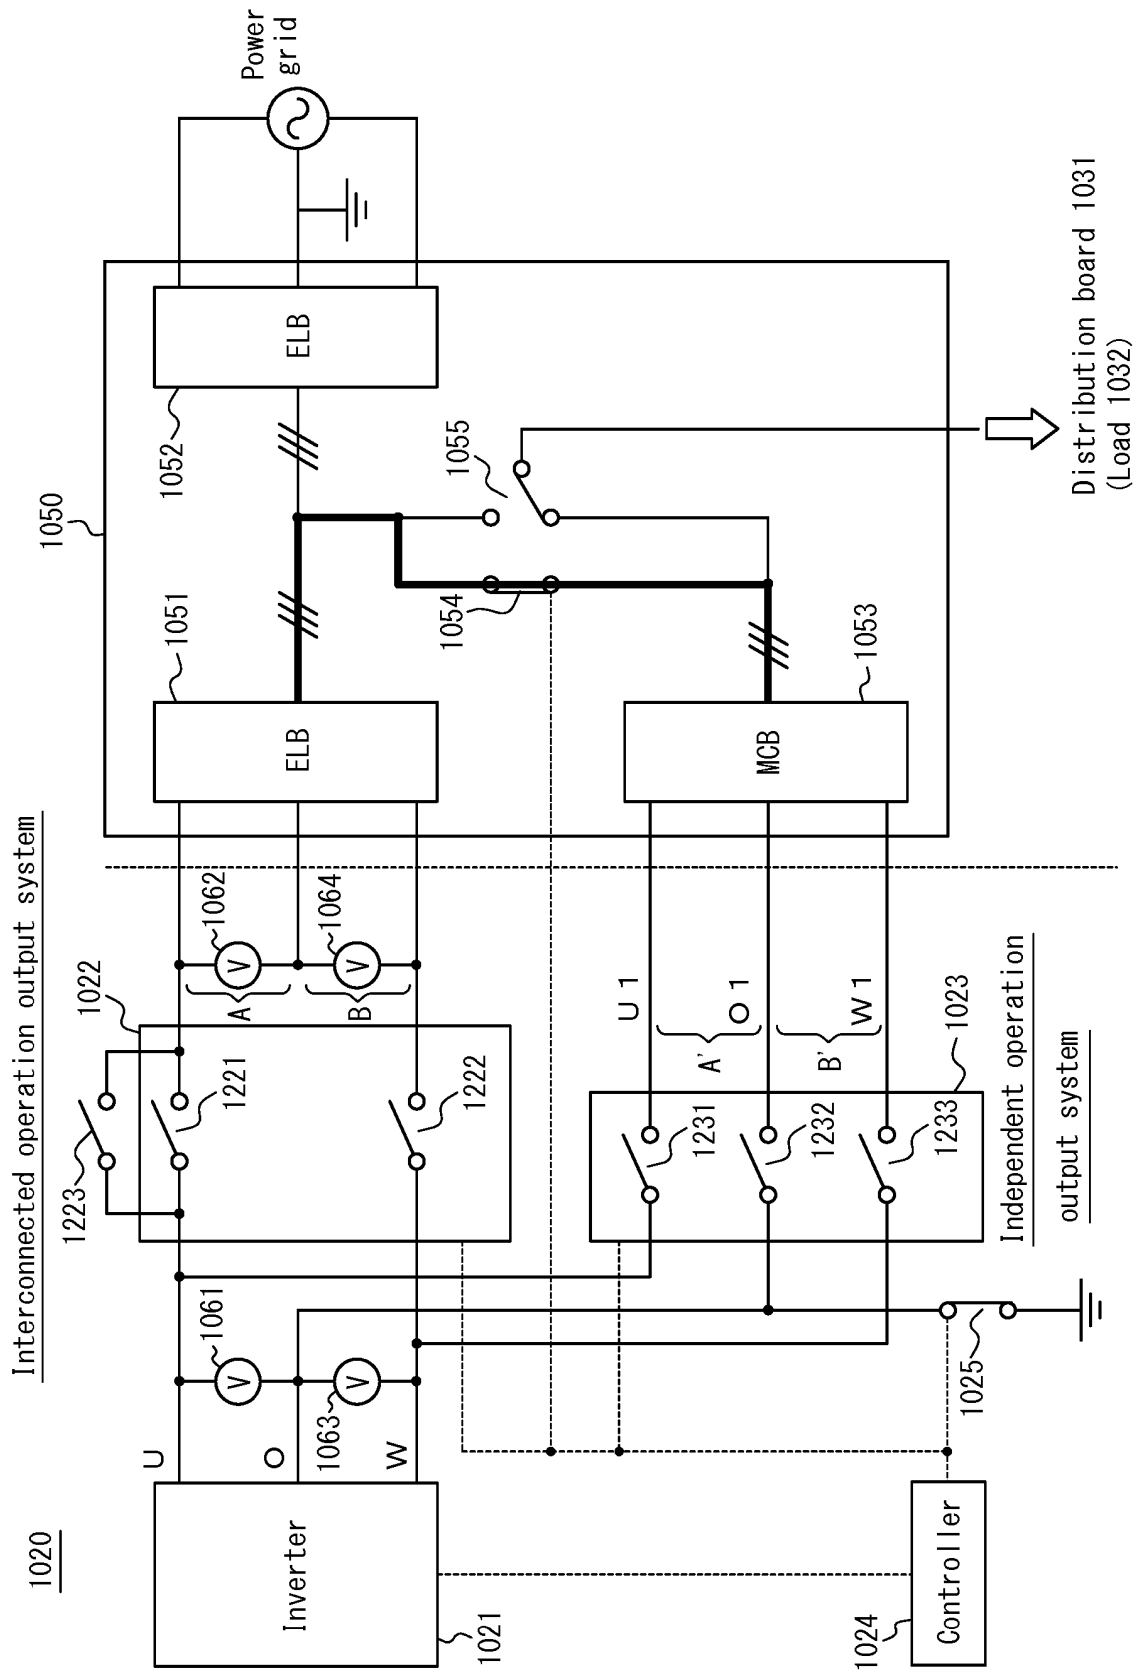 1020
Interconnected operation output system
Inverter
1021
U
O
W
1061
1063
1223
1221
1222
1022
A
B
1062
1064
1050
1051
ELB
1052
ELB
Power
grid
1054
1055
1053
MCB
Distribution board 1031
(Load 1032)
U 1
O 1
W 1
A'
B'
1231
1232
1233
1023
Independent operation
output system
1025
Controller
1024